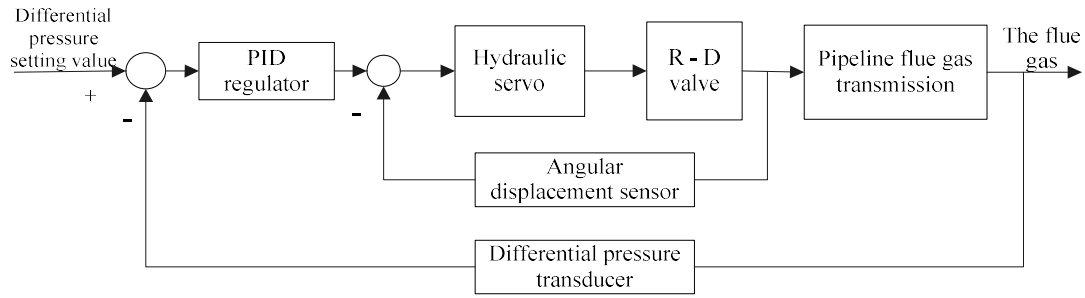 Differential
pressure
setting value
+
-
PID
regulator
-
Hydraulic
servo
R - D
valve
Pipeline flue gas
transmission
The flue
gas
Angular
displacement sensor
Differential pressure
transducer